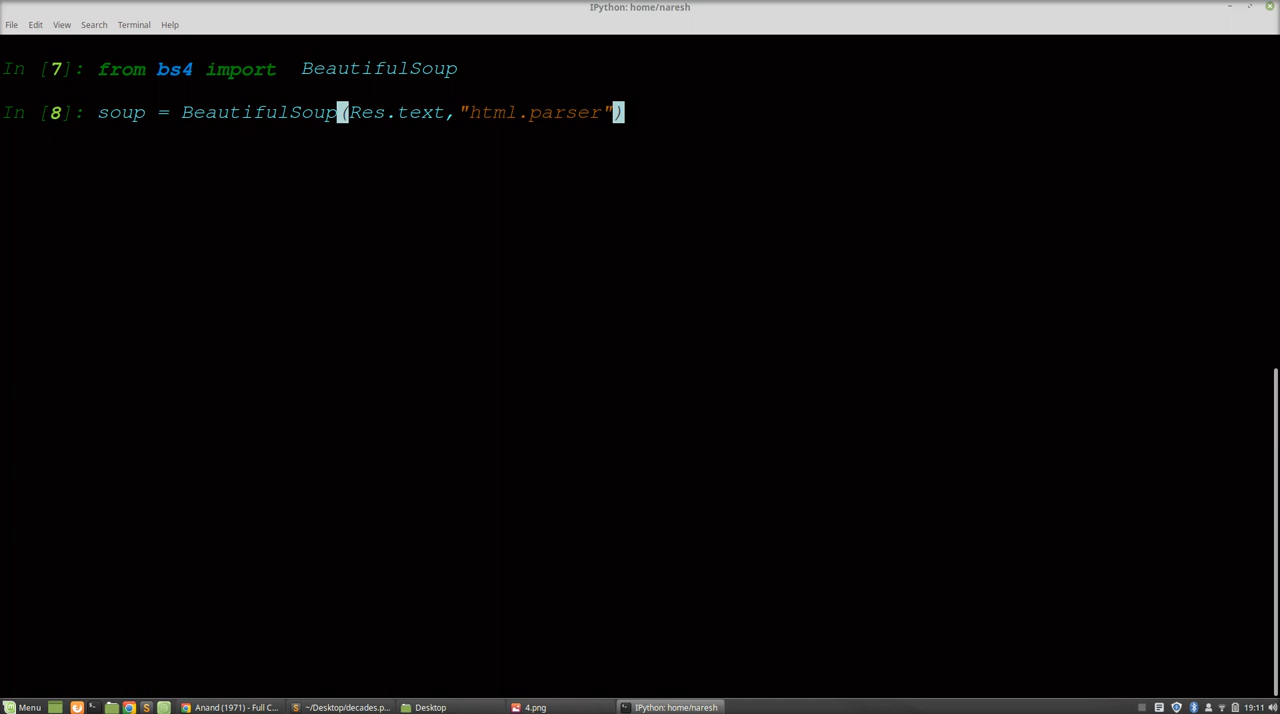 IPython: home/naresh
File Edit View Search Terminal Help
In [7]: from bs4 import  BeautifulSoup
In [8]: soup = BeautifulSoup(Res.text,"html.parser")
Menu Anand (1971) - Full C... ~/Desktop/decades.p... Desktop 4.png IPython: home/naresh 19:11